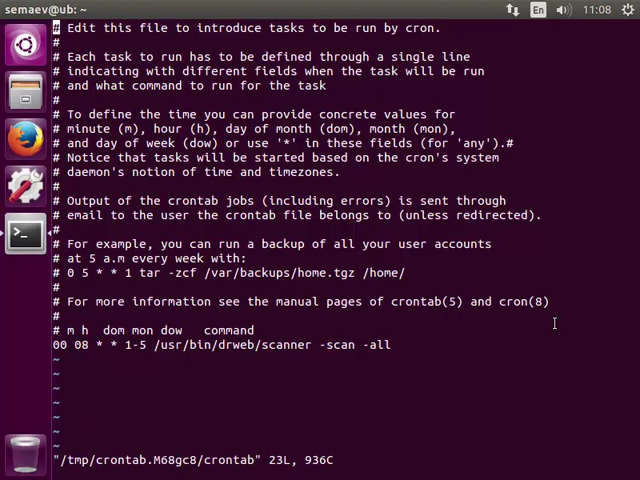 semaev@ub: ~
En
11:08
# Edit this file to introduce tasks to be run by cron.
#
# Each task to run has to be defined through a single line
# indicating with different fields when the task will be run
# and what command to run for the task
#
# To define the time you can provide concrete values for
# minute (m), hour (h), day of month (dom), month (mon),
# and day of week (dow) or use '*' in these fields (for 'any').#
# Notice that tasks will be started based on the cron's system
# daemon's notion of time and timezones.
#
# Output of the crontab jobs (including errors) is sent through
# email to the user the crontab file belongs to (unless redirected).
#
# For example, you can run a backup of all your user accounts
# at 5 a.m every week with:
# 0 5 * * 1 tar -zcf /var/backups/home.tgz /home/
#
# For more information see the manual pages of crontab(5) and cron(8)
#
# m h  dom mon dow   command
00 08 * * 1-5 /usr/bin/drweb/scanner -scan -all
~
~
~
~
~
~
~
"/tmp/crontab.M68gc8/crontab" 23L, 936C